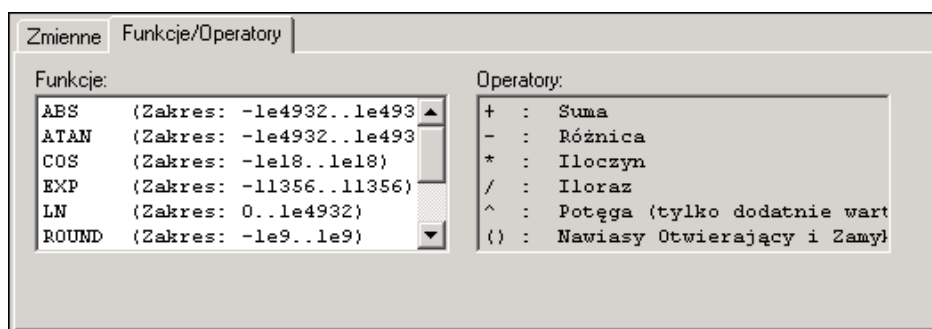 Zmienne Funkcje/Operatory
Funkcje:
ABS (Zakres: -1e4932..1e493
ATAN (Zakres: -1e4932..1e493
COS (Zakres: -1e18..1e18)
EXP (Zakres: -11356..11356)
LN (Zakres: 0..1e4932)
ROUND (Zakres: -1e9..1e9)
Operatory:
+ : Suma
- : Różnica
* : Iloczyn
/ : Iloraz
^ : Potęga (tylko dodatnie wart
() : Nawiasy Otwierający i Zamy